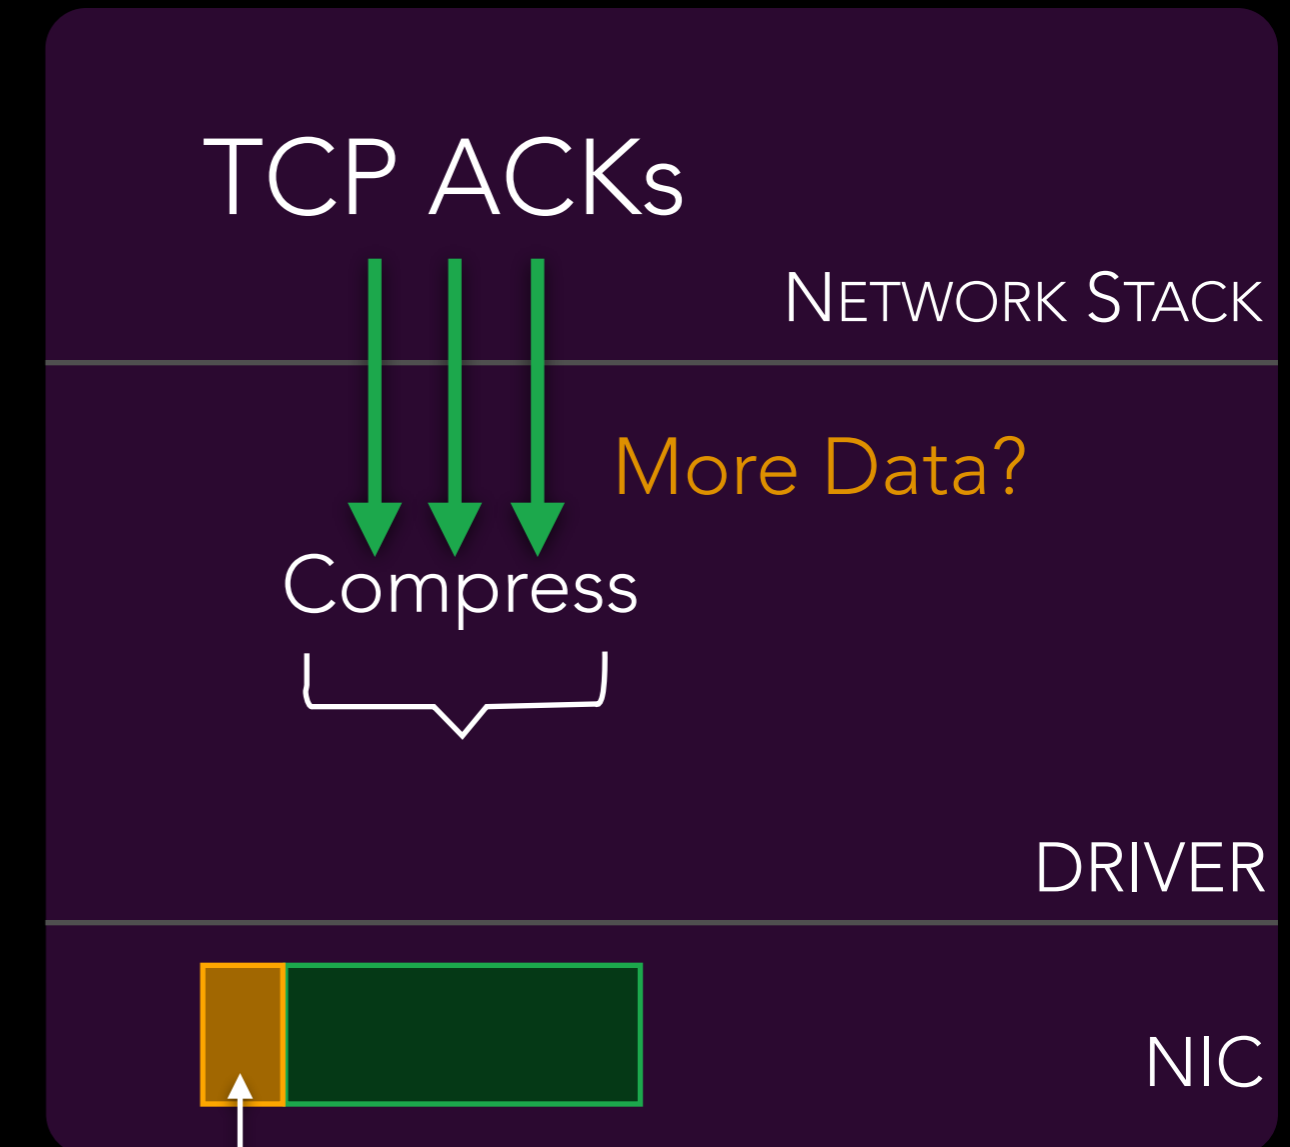 TCP ACKs
NETWORK STACK
More Data?
Compress
DRIVER
NIC